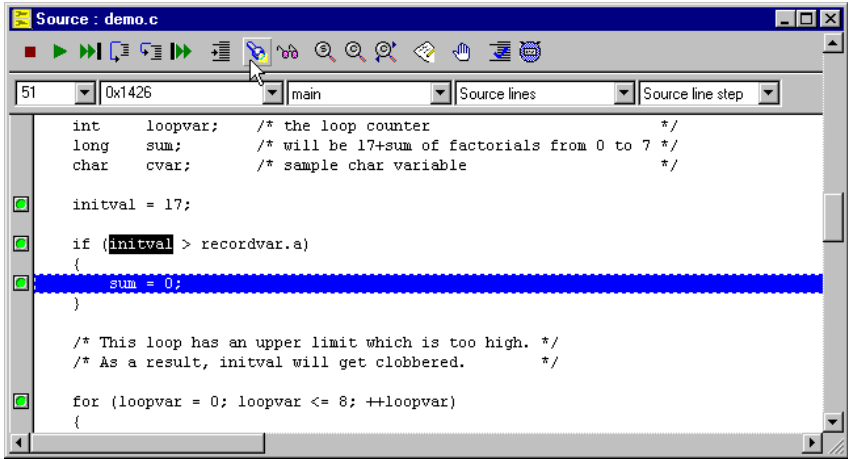 Source : demo.c
51 0x1426 main Source lines Source line step
int loopvar; /* the loop counter */
long sum; /* will be 17+sum of factorials from 0 to 7 */
char cvar; /* sample char variable */
initval = 17;
if (initval > recordvar.a)
{
sum = 0;
}
/* This loop has an upper limit which is too high. */
/* As a result, initval will get clobbered. */
for (loopvar = 0; loopvar <= 8; ++loopvar)
{